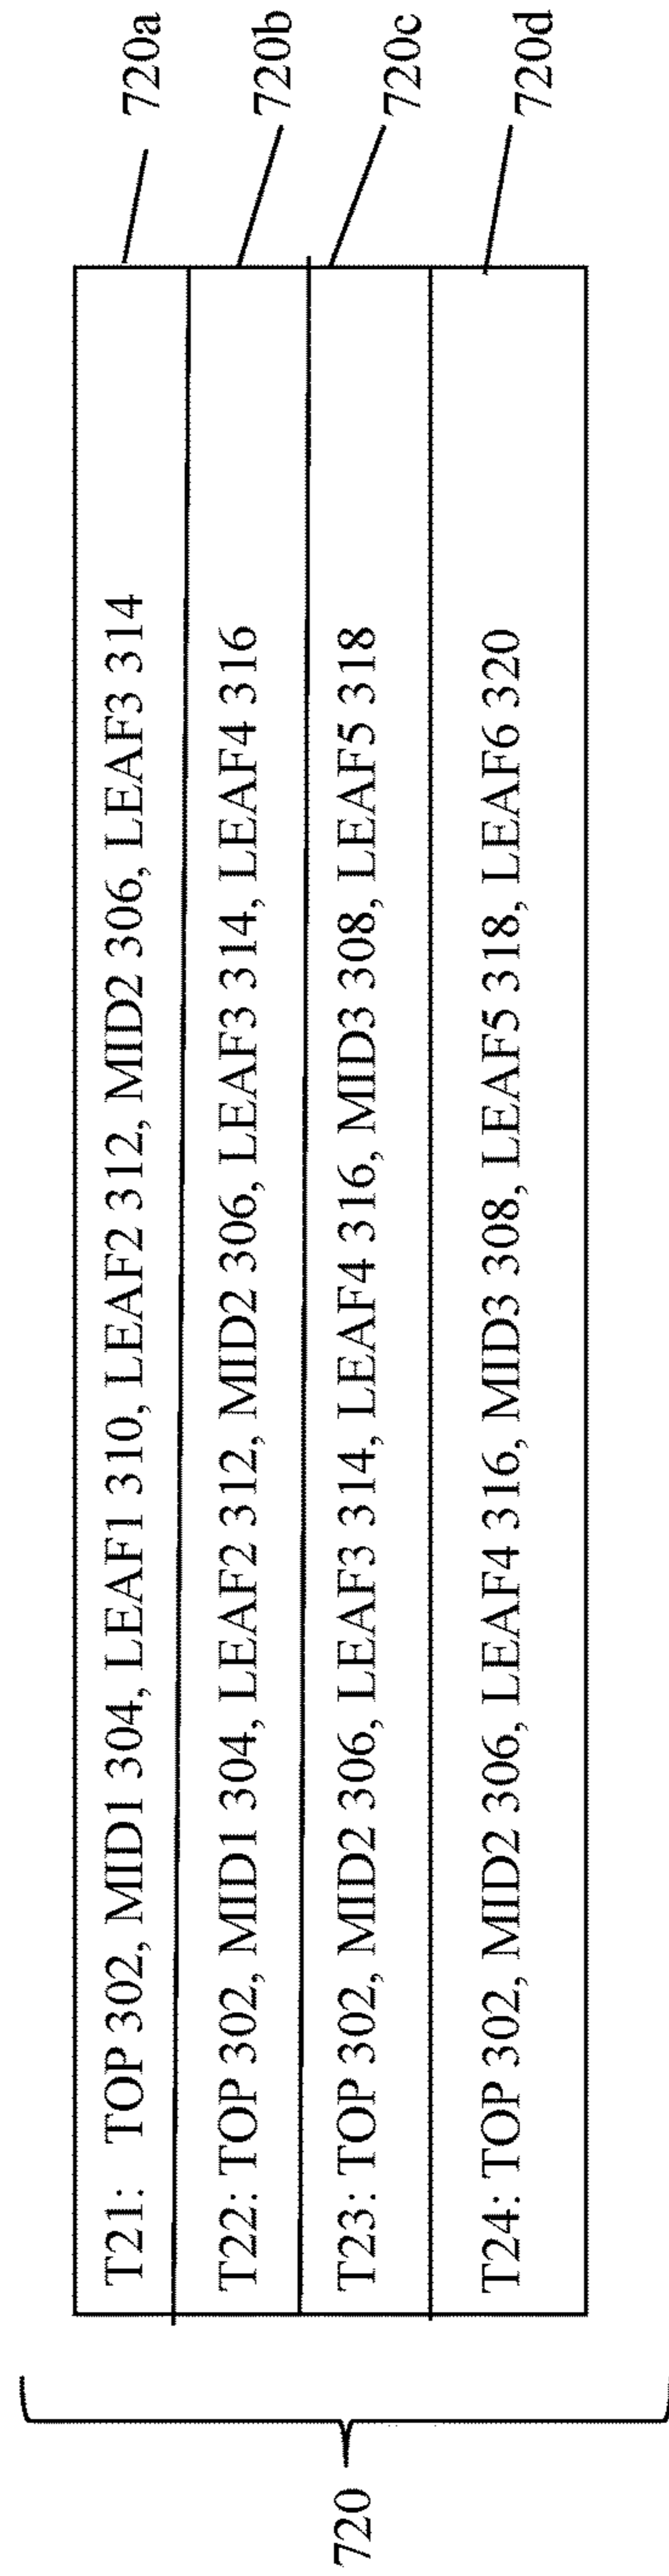 720
T21: TOP 302, MID1 304, LEAF1 310, LEAF2 312, MID2 306, LEAF3 314
720a
T22: TOP 302, MID1 304, LEAF2 312, MID2 306, LEAF3 314, LEAF4 316
720b
T23: TOP 302, MID2 306, LEAF3 314, LEAF4 316, MID3 308, LEAF5 318
720c
T24: TOP 302, MID2 306, LEAF4 316, MID3 308, LEAF5 318, LEAF6 320
720d